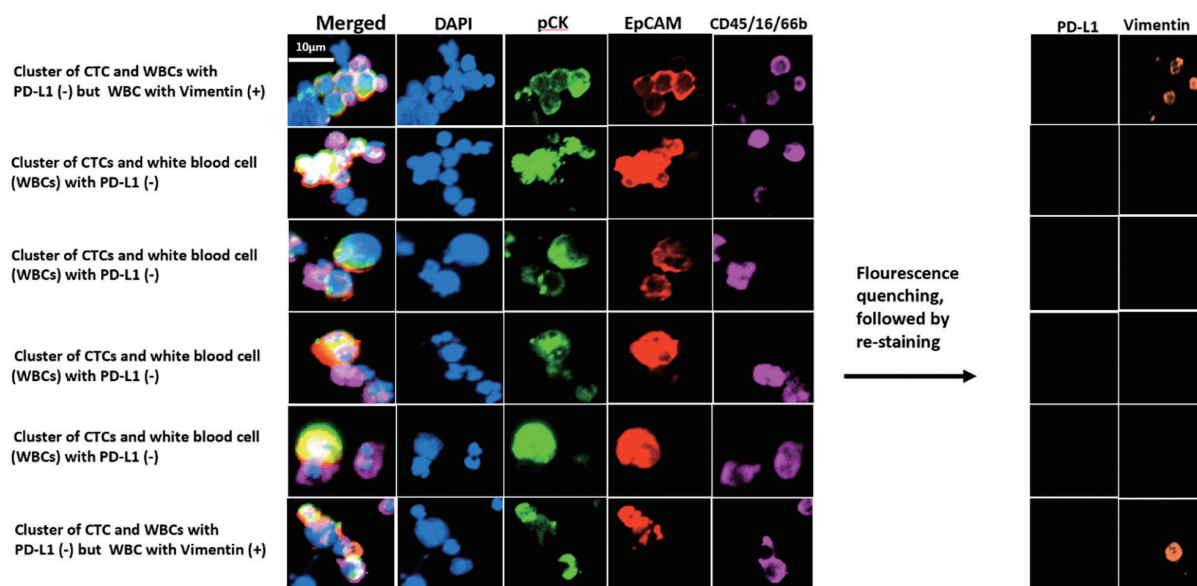 Merged DAPI pCK EpCAM CD45/16/66b PD-L1 Vimentin
10µm
Cluster of CTC and WBCs with
PD-L1 (-) but WBC with Vimentin (+)
Cluster of CTCs and white blood cell
(WBCs) with PD-L1 (-)
Cluster of CTCs and white blood cell
(WBCs) with PD-L1 (-)
Cluster of CTCs and white blood cell
(WBCs) with PD-L1 (-)
Cluster of CTCs and white blood cell
(WBCs) with PD-L1 (-)
Cluster of CTC and WBCs with
PD-L1 (-) but WBC with Vimentin (+)
Flourescence
quenching,
followed by
re-staining